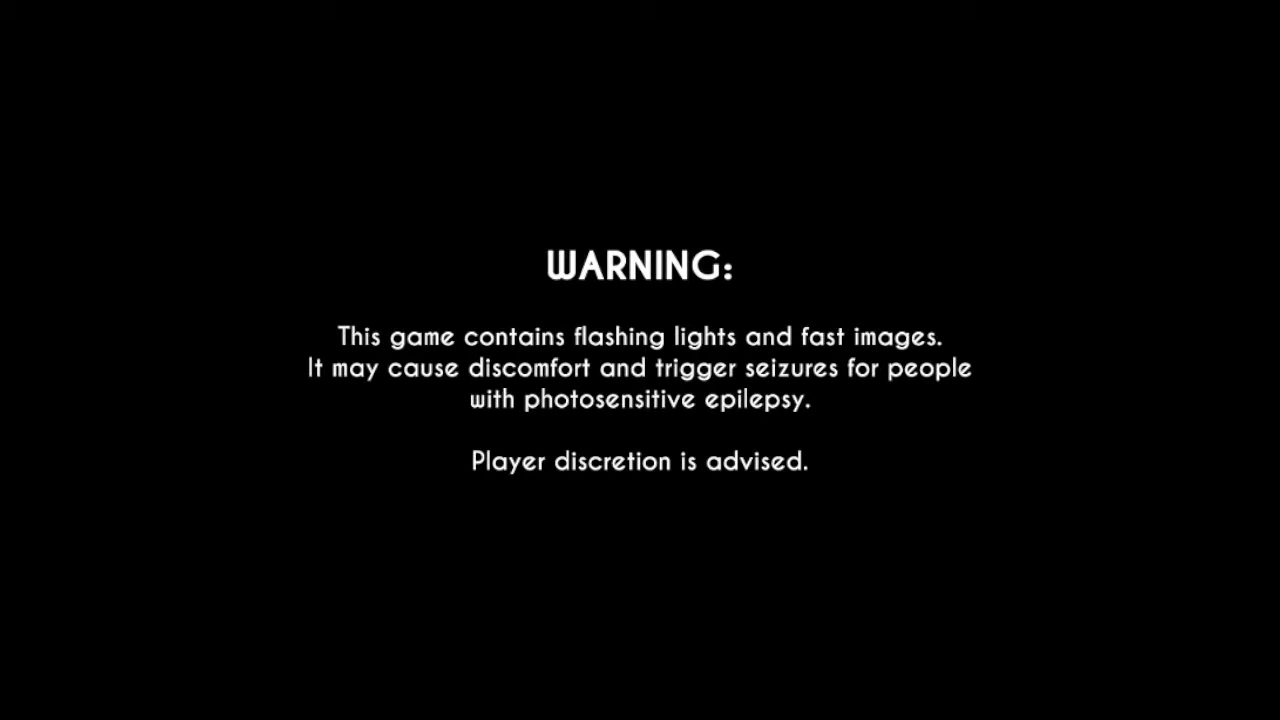 WARNING:
This game contains flashing lights and fast images.
It may cause discomfort and trigger seizures for people
with photosensitive epilepsy.
Player discretion is advised.